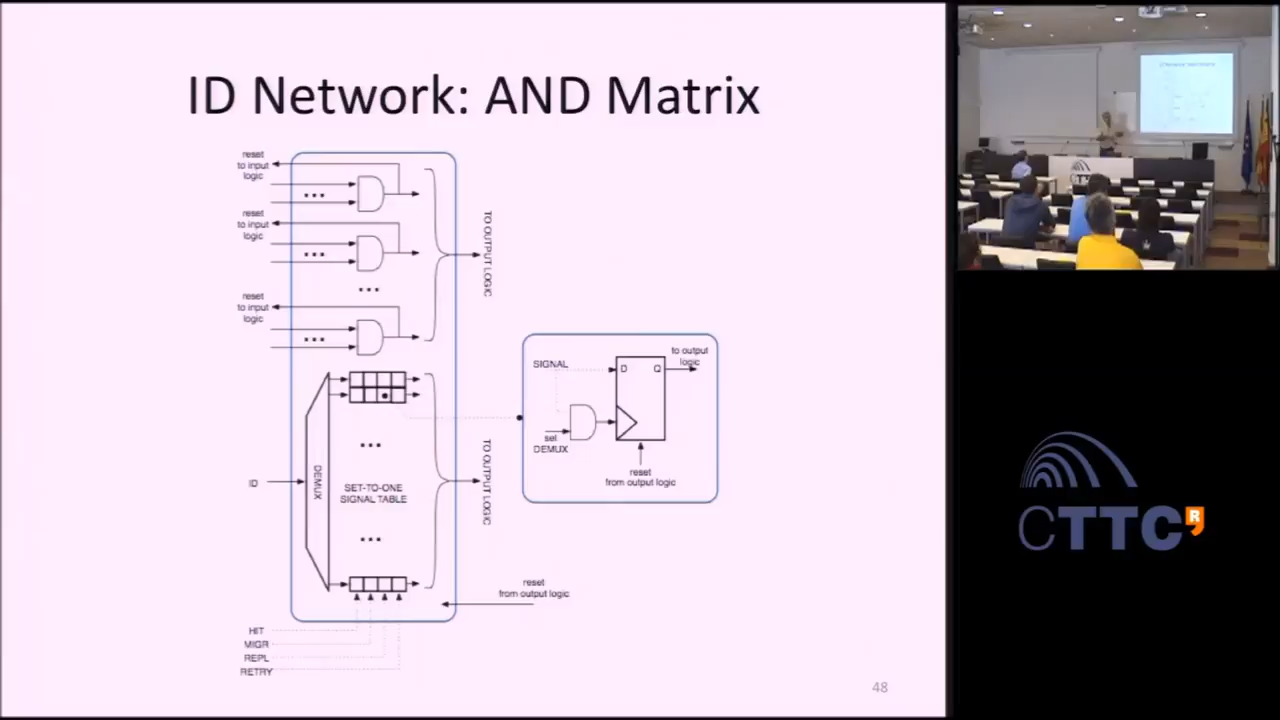 ID Network: AND Matrix
reset
to input
logic
reset
to input
logic
reset
to input
logic
TO OUTPUT LOGIC
SIGNAL
D
Q
to output
logic
sel
DEMUX
reset
from output logic
ID
DEMUX
SET-TO-ONE
SIGNAL TABLE
TO OUTPUT LOGIC
reset
from output logic
HIT
MIGR
REPL
RETRY
48
CTTC
R